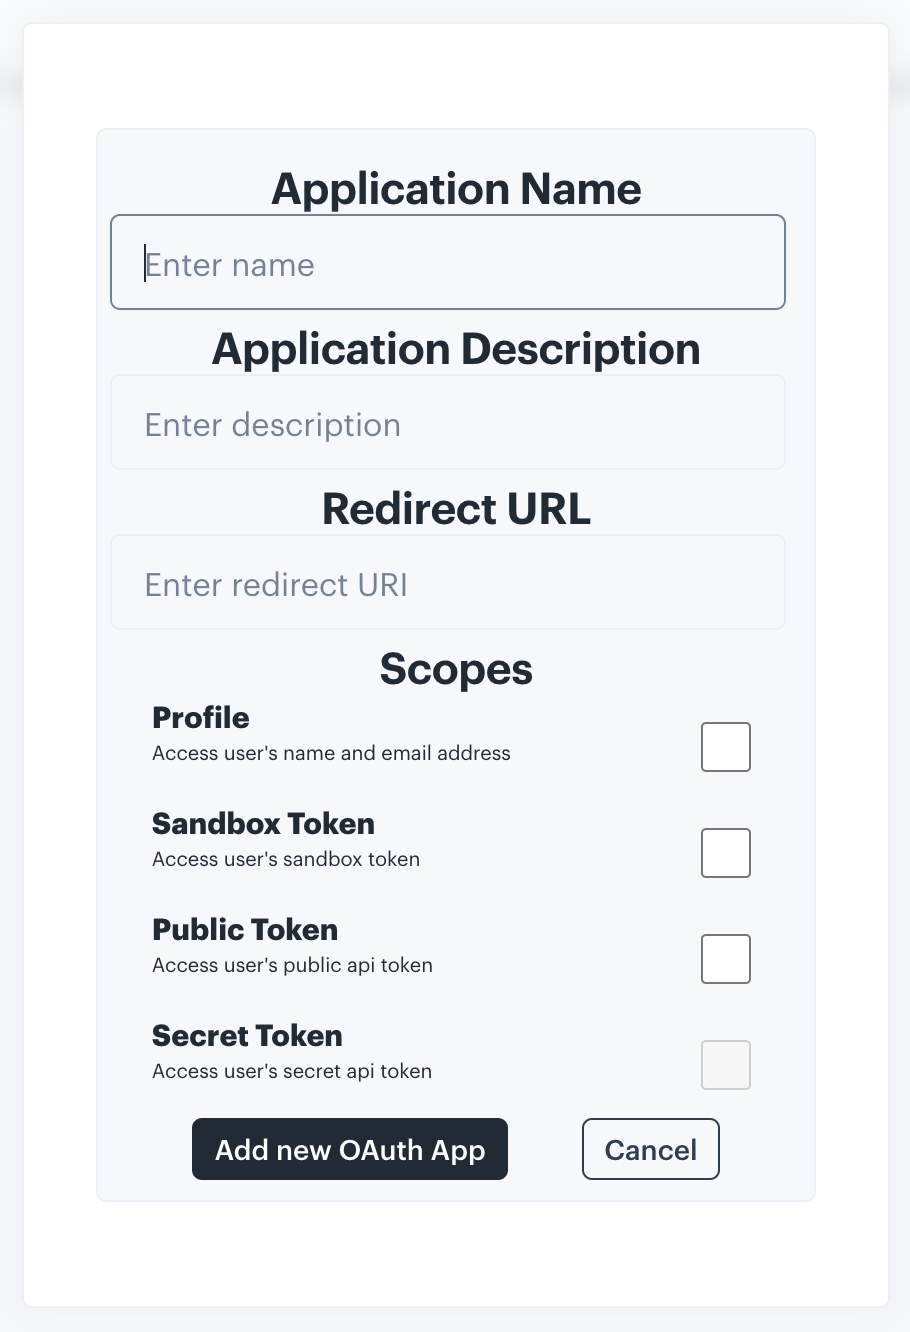 Application Name
Enter name
Application Description
Enter description
Redirect URL
Enter redirect URI
Scopes
Profile
Access user's name and email address
Sandbox Token
Access user's sandbox token
Public Token
Access user's public api token
Secret Token
Access user's secret api token
Add new OAuth App
Cancel